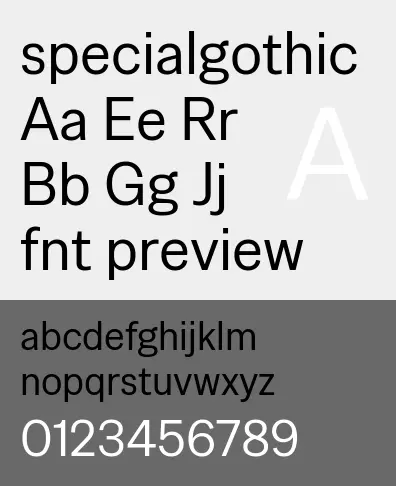 specialgothic
Aa Ee Rr
A
Bb Gg Jj
fnt preview
abcdefghijklm
nopqrstuvwxyz
0123456789